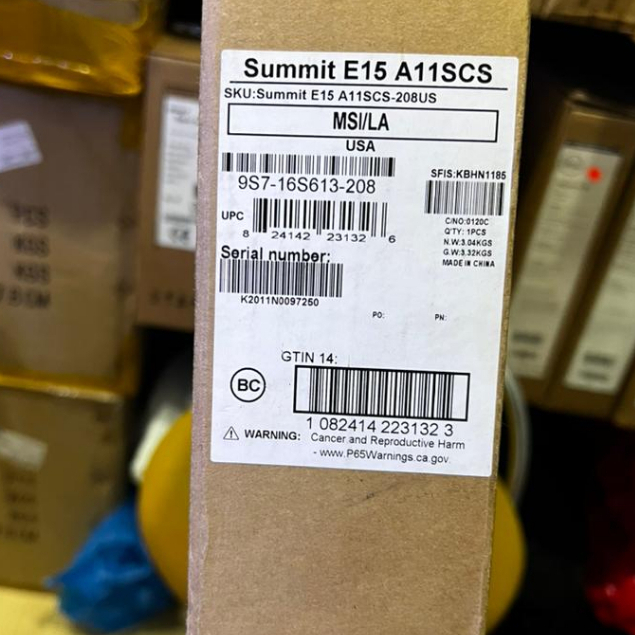 Summit E15 A11SCS
SKU:Summit E15 A11SCS-208US
MSI/LA
USA
9S7-16S613-208
SFIS:KBHN1185
C/NO:0120C
Q'TY: 1PCS
N.W:3.04KGS
G.W:3.32KGS
MADE IN CHINA
UPC
8 24142 23132 6
Serial number:
K2011N0097250
PO:
PN:
GTIN 14:
BC
1 082414 223132 3
WARNING: Cancer and Reproductive Harm
- www.P65Warnings.ca.gov.